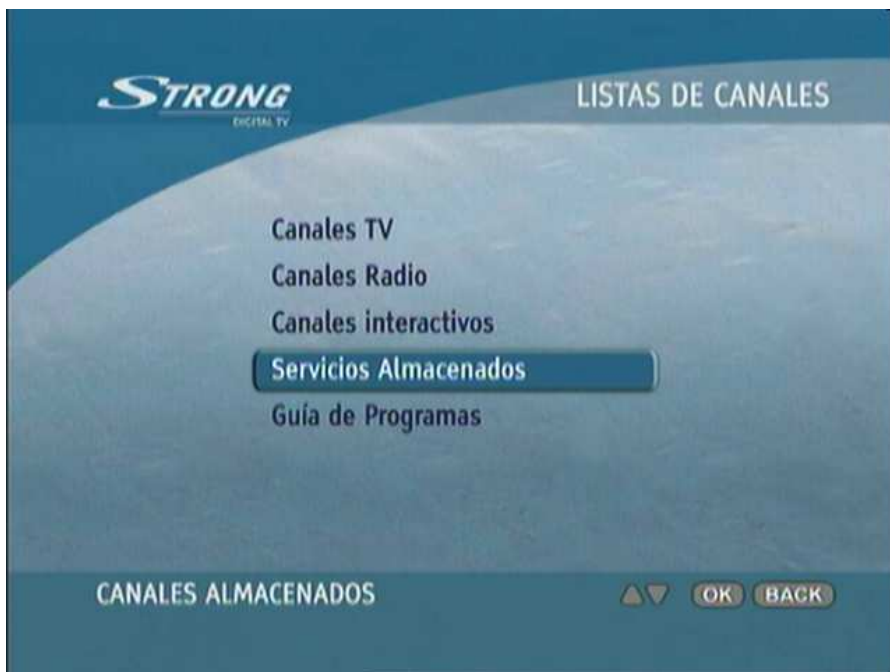 STRONG
DIGITAL TV
LISTAS DE CANALES
Canales TV
Canales Radio
Canales interactivos
Servicios Almacenados
Guía de Programas
CANALES ALMACENADOS
OK BACK